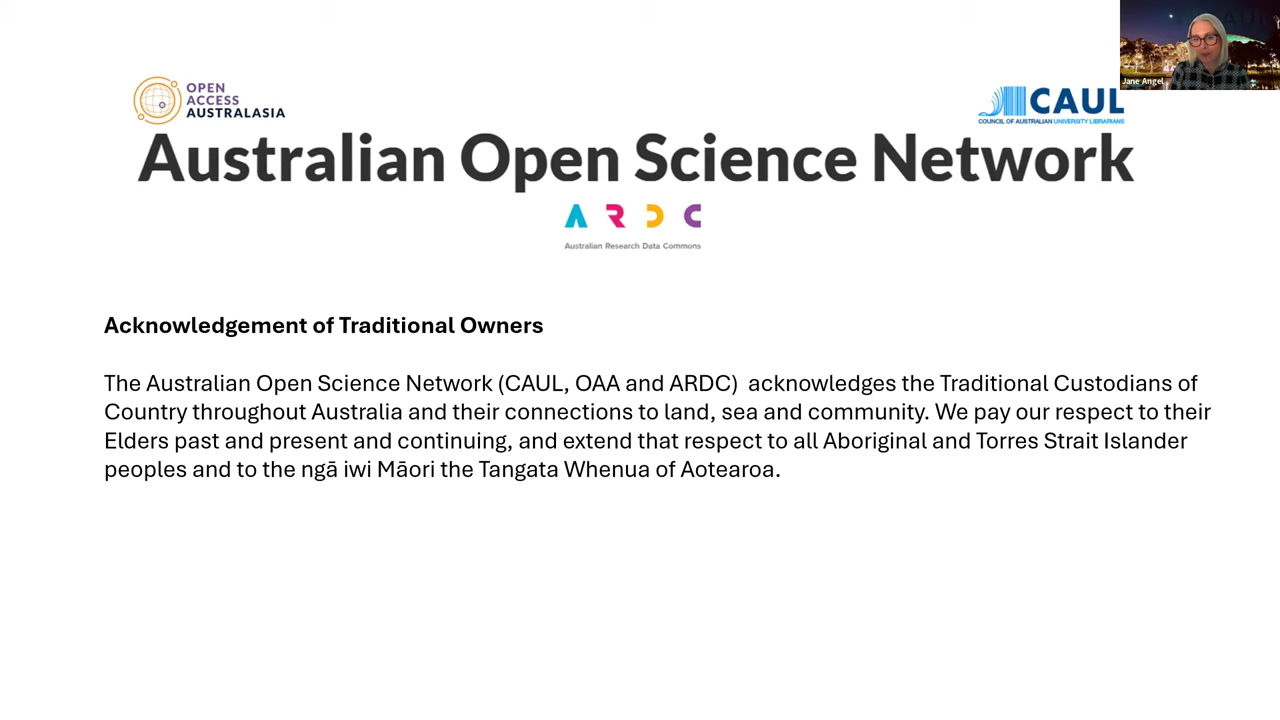 OPEN
ACCESS
AUSTRALASIA
CAUL
COUNCIL OF AUSTRALIAN UNIVERSITY LIBRARIANS
Jane Angel
Australian Open Science Network
ARDC
Australian Research Data Commons
Acknowledgement of Traditional Owners
The Australian Open Science Network (CAUL, OAA and ARDC) acknowledges the Traditional Custodians of
Country throughout Australia and their connections to land, sea and community. We pay our respect to their
Elders past and present and continuing, and extend that respect to all Aboriginal and Torres Strait Islander
peoples and to the ngā iwi Māori the Tangata Whenua of Aotearoa.